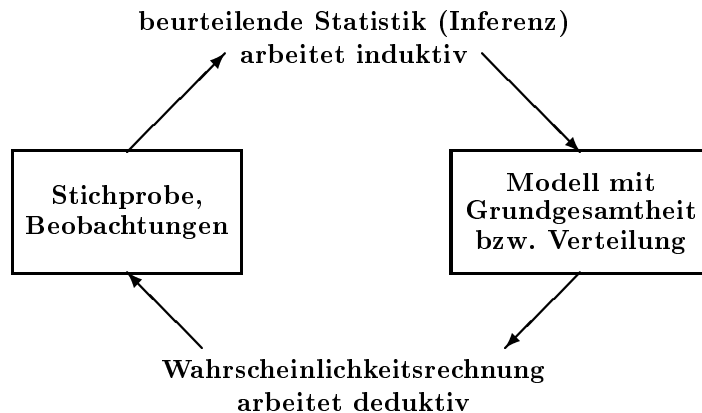 beurteilende Statistik (Inferenz)
arbeitet induktiv
Stichprobe,
Beobachtungen
Modell mit
Grundgesamtheit
bzw. Verteilung
Wahrscheinlichkeitsrechnung
arbeitet deduktiv